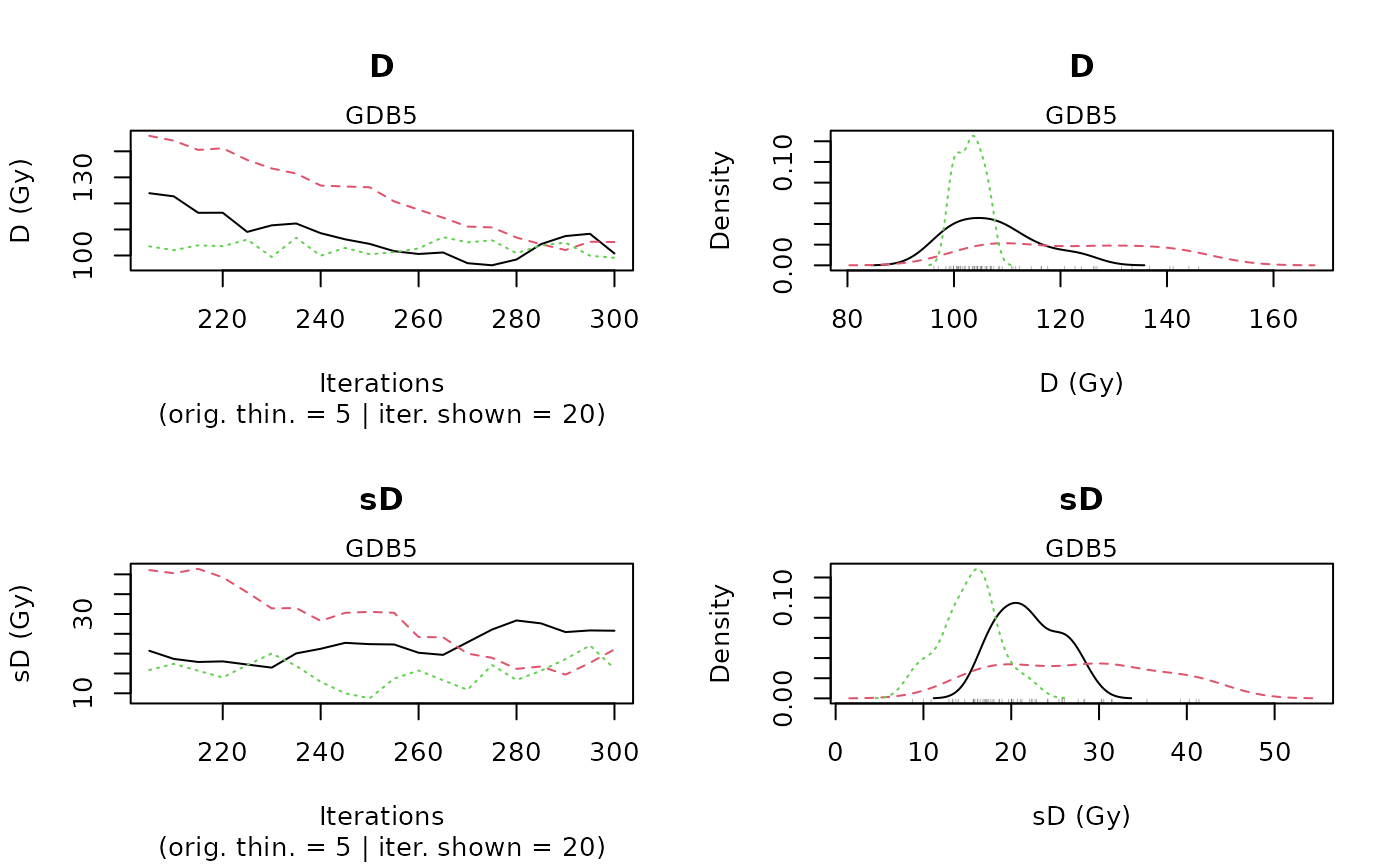 D
GDB5
D (Gy)
100 130
220 240 260 280 300
Iterations
(orig. thin. = 5 | iter. shown = 20)
D
GDB5
Density
0.00 0.10
80 100 120 140 160
D (Gy)
sD
GDB5
sD (Gy)
10 30
220 240 260 280 300
Iterations
(orig. thin. = 5 | iter. shown = 20)
sD
GDB5
Density
0.00 0.10
0 10 20 30 40 50
sD (Gy)